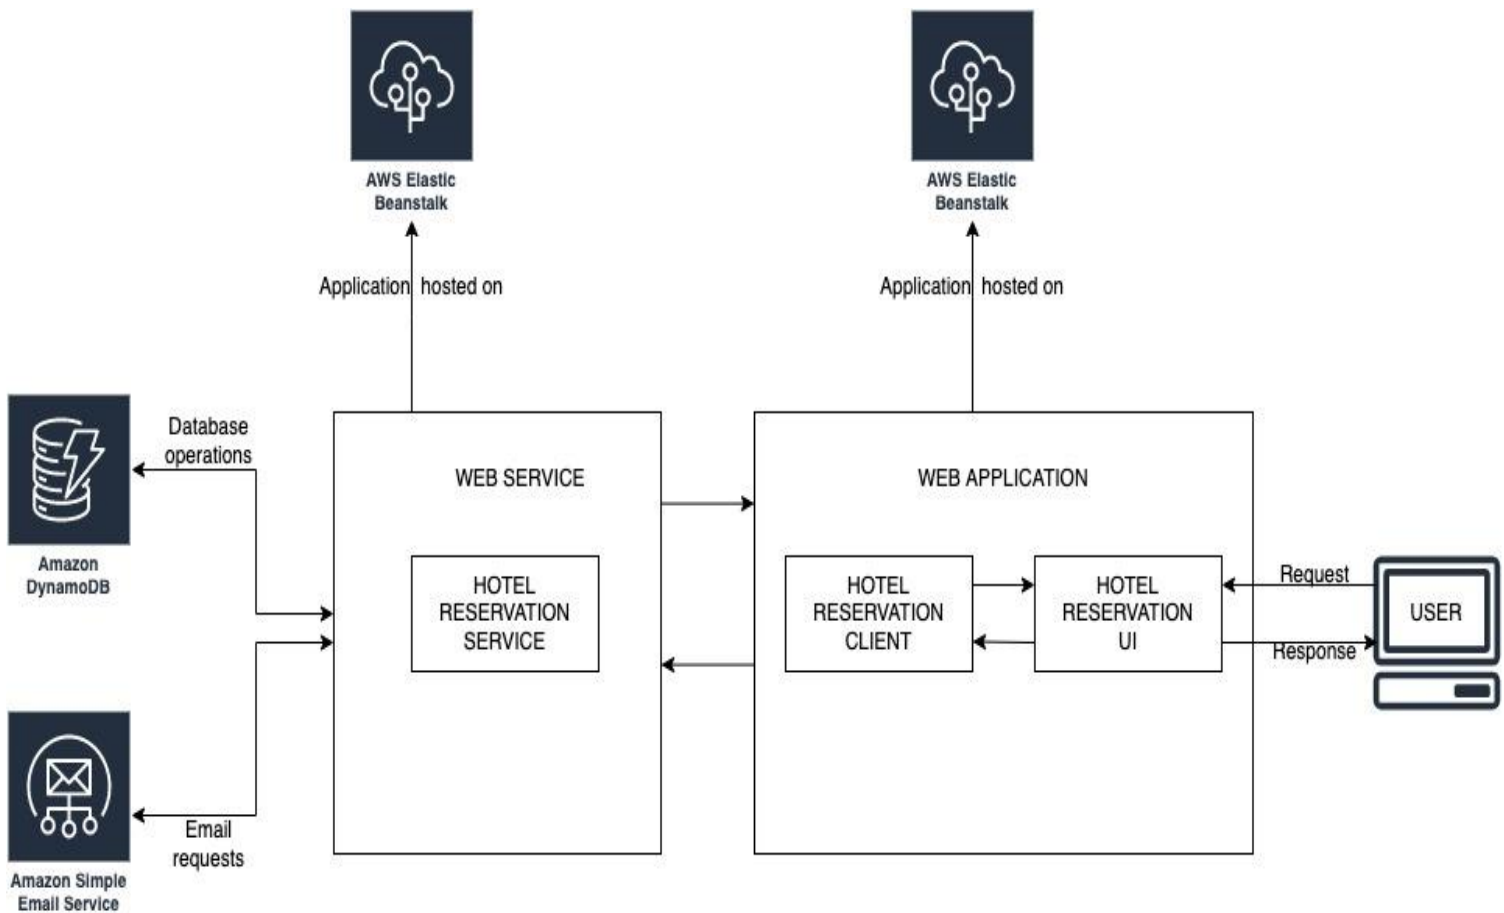 AWS Elastic
Beanstalk
AWS Elastic
Beanstalk
Application hosted on
Application hosted on
Database
operations
Amazon
DynamoDB
WEB SERVICE
HOTEL
RESERVATION
SERVICE
WEB APPLICATION
HOTEL
RESERVATION
CLIENT
HOTEL
RESERVATION
UI
Request
Response
USER
Email
requests
Amazon Simple
Email Service